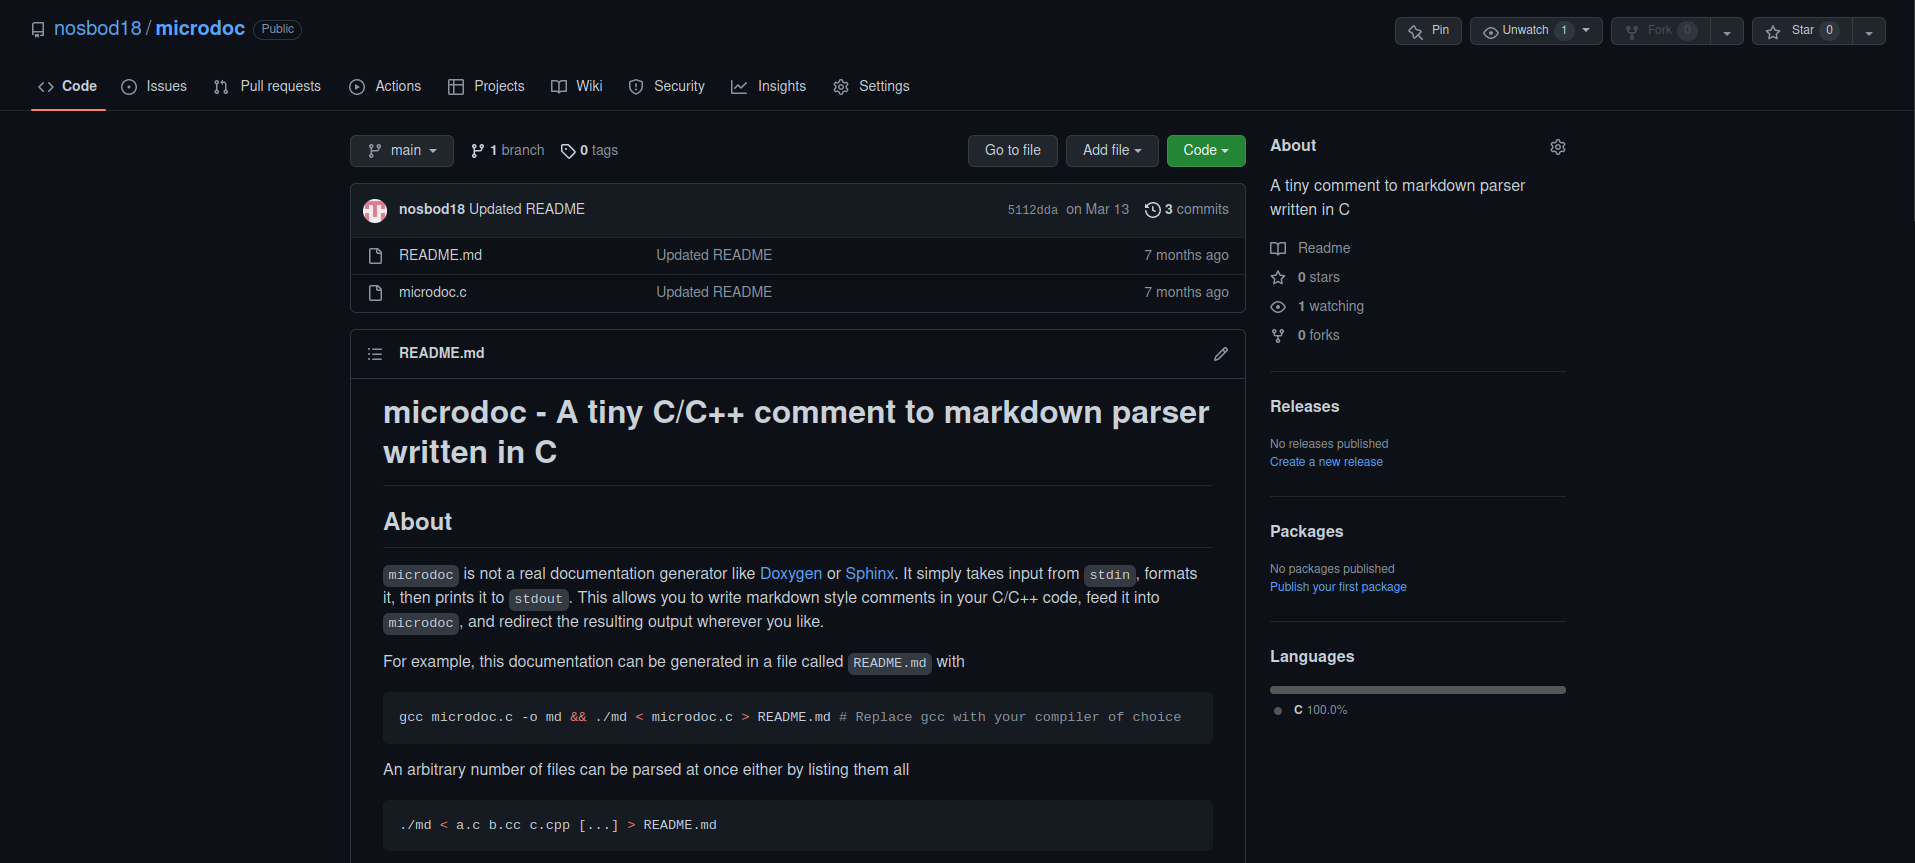 nosbod18 / microdoc Public
Pin Unwatch 1 Fork 0 Star 0
Code Issues Pull requests Actions Projects Wiki Security Insights Settings
main 1 branch 0 tags Go to file Add file Code
nosbod18 Updated README 5112dda on Mar 13 3 commits
README.md Updated README 7 months ago
microdoc.c Updated README 7 months ago
README.md
microdoc - A tiny C/C++ comment to markdown parser
written in C
About
microdoc is not a real documentation generator like Doxygen or Sphinx. It simply takes input from stdin, formats
it, then prints it to stdout. This allows you to write markdown style comments in your C/C++ code, feed it into
microdoc, and redirect the resulting output wherever you like.
For example, this documentation can be generated in a file called README.md with
gcc microdoc.c -o md && ./md < microdoc.c > README.md # Replace gcc with your compiler of choice
An arbitrary number of files can be parsed at once either by listing them all
./md < a.c b.cc c.cpp [...] > README.md
About
A tiny comment to markdown parser
written in C
Readme
0 stars
1 watching
0 forks
Releases
No releases published
Create a new release
Packages
No packages published
Publish your first package
Languages
C 100.0%